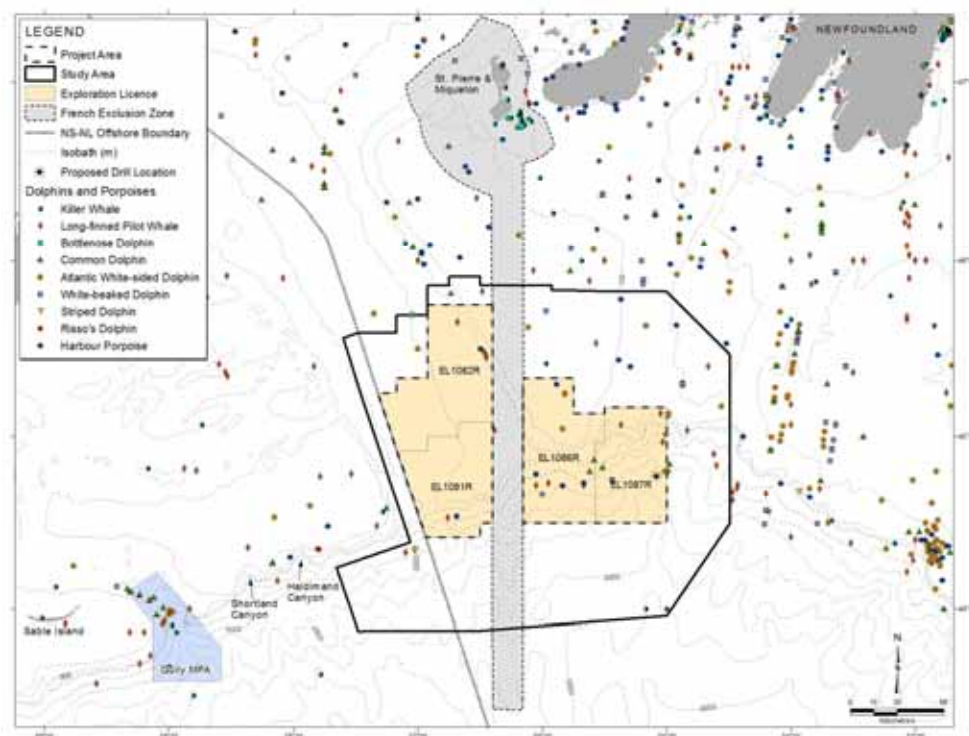 LEGEND
Project Area
Study Area
Exploration Licence
French Exclusion Zone
NS-NL Offshore Boundary
Isobath (m)
Proposed Drill Location
Dolphins and Porpoises
Killer Whale
Long-finned Pilot Whale
Bottlenose Dolphin
Common Dolphin
Atlantic White-sided Dolphin
White-beaked Dolphin
Striped Dolphin
Risso's Dolphin
Harbour Porpoise
NEWFOUNDLAND
St. Pierre &
Miquelon
EL1082R
EL1081R
EL1086R
EL1087R
Haldimand
Canyon
Shortland
Canyon
Sable Island
Gully MPA
N
Kilometres